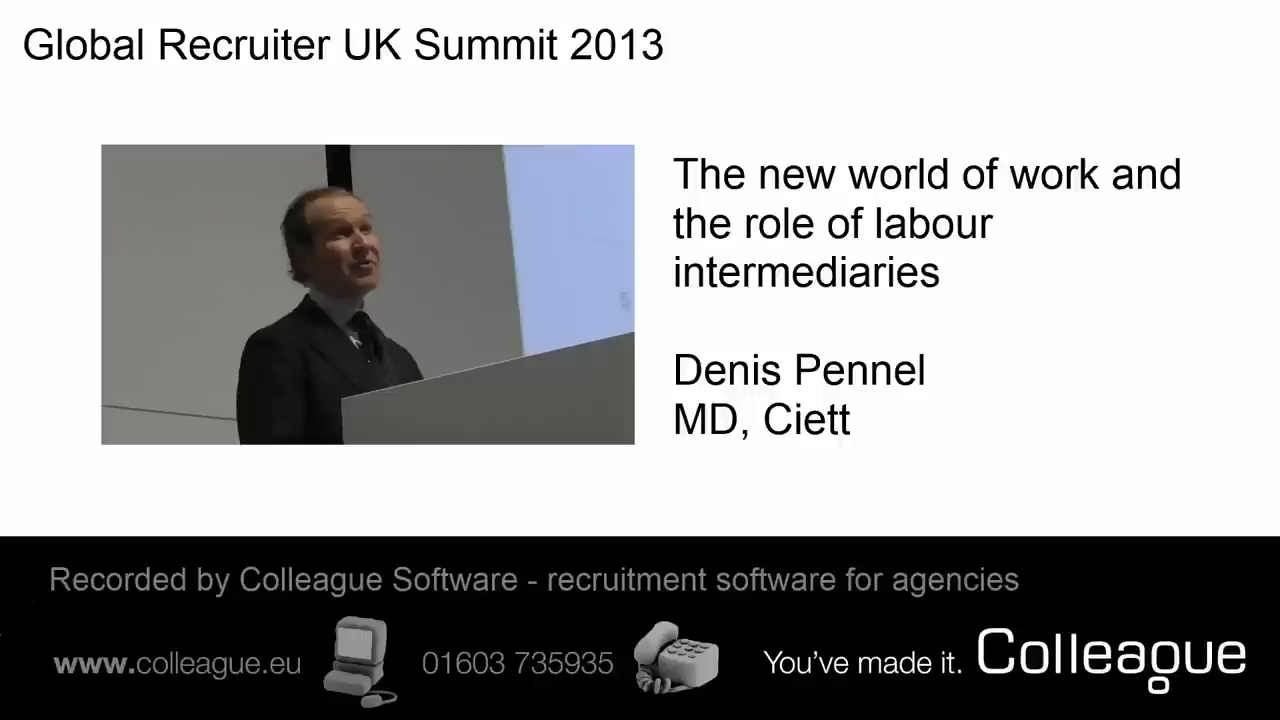 Global Recruiter UK Summit 2013
The new world of work and
the role of labour
intermediaries
Denis Pennel
MD, Ciett
5
Recorded by Colleague Software - recruitment software for agencies
www.colleague.eu
01603 735935
You've made it. Colleague